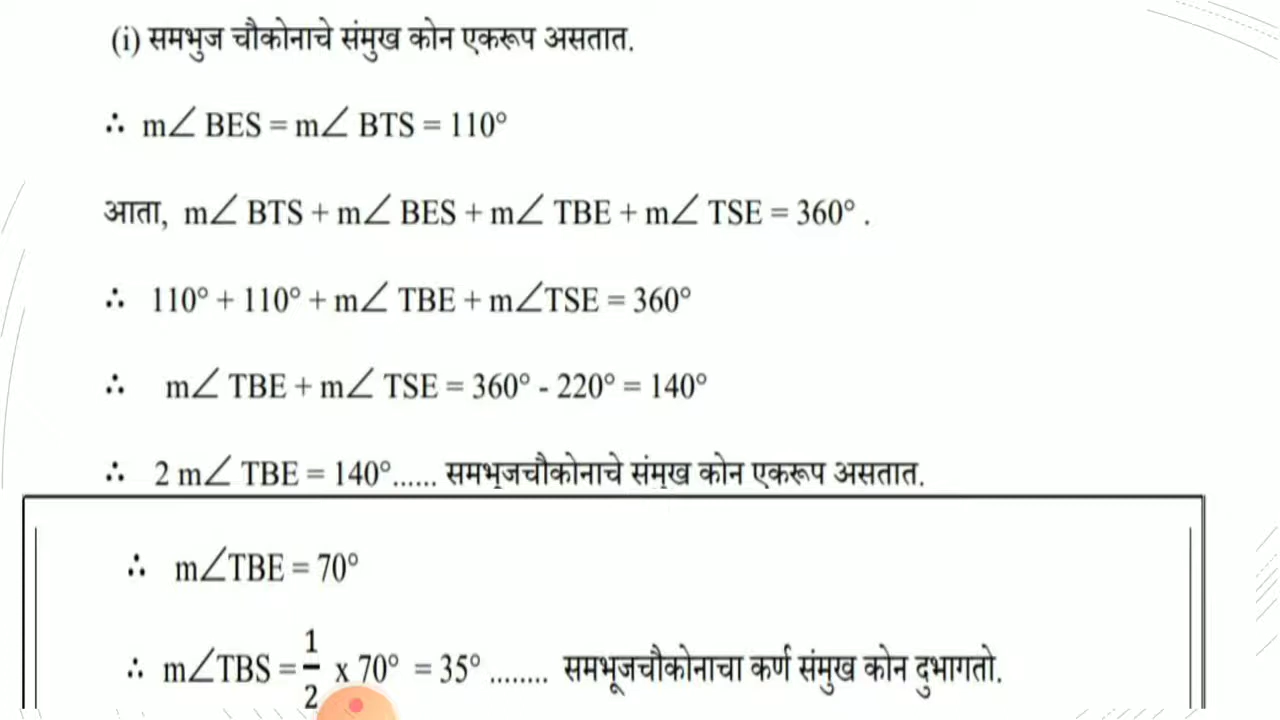 (i) समभुज चौकोनाचे संमुख कोन एकरूप असतात.
∴ m∠ BES = m∠ BTS = 110°
आता, m∠ BTS + m∠ BES + m∠ TBE + m∠ TSE = 360° .
∴ 110° + 110° + m∠ TBE + m∠TSE = 360°
∴ m∠ TBE + m∠ TSE = 360° - 220° = 140°
∴ 2 m∠ TBE = 140°...... समभुजचौकोनाचे संमुख कोन एकरूप असतात.
∴ m∠TBE = 70°
∴ m∠TBS = 1/2 x 70° = 35° ........ समभूजचौकोनाचा कर्ण संमुख कोन दुभागतो.